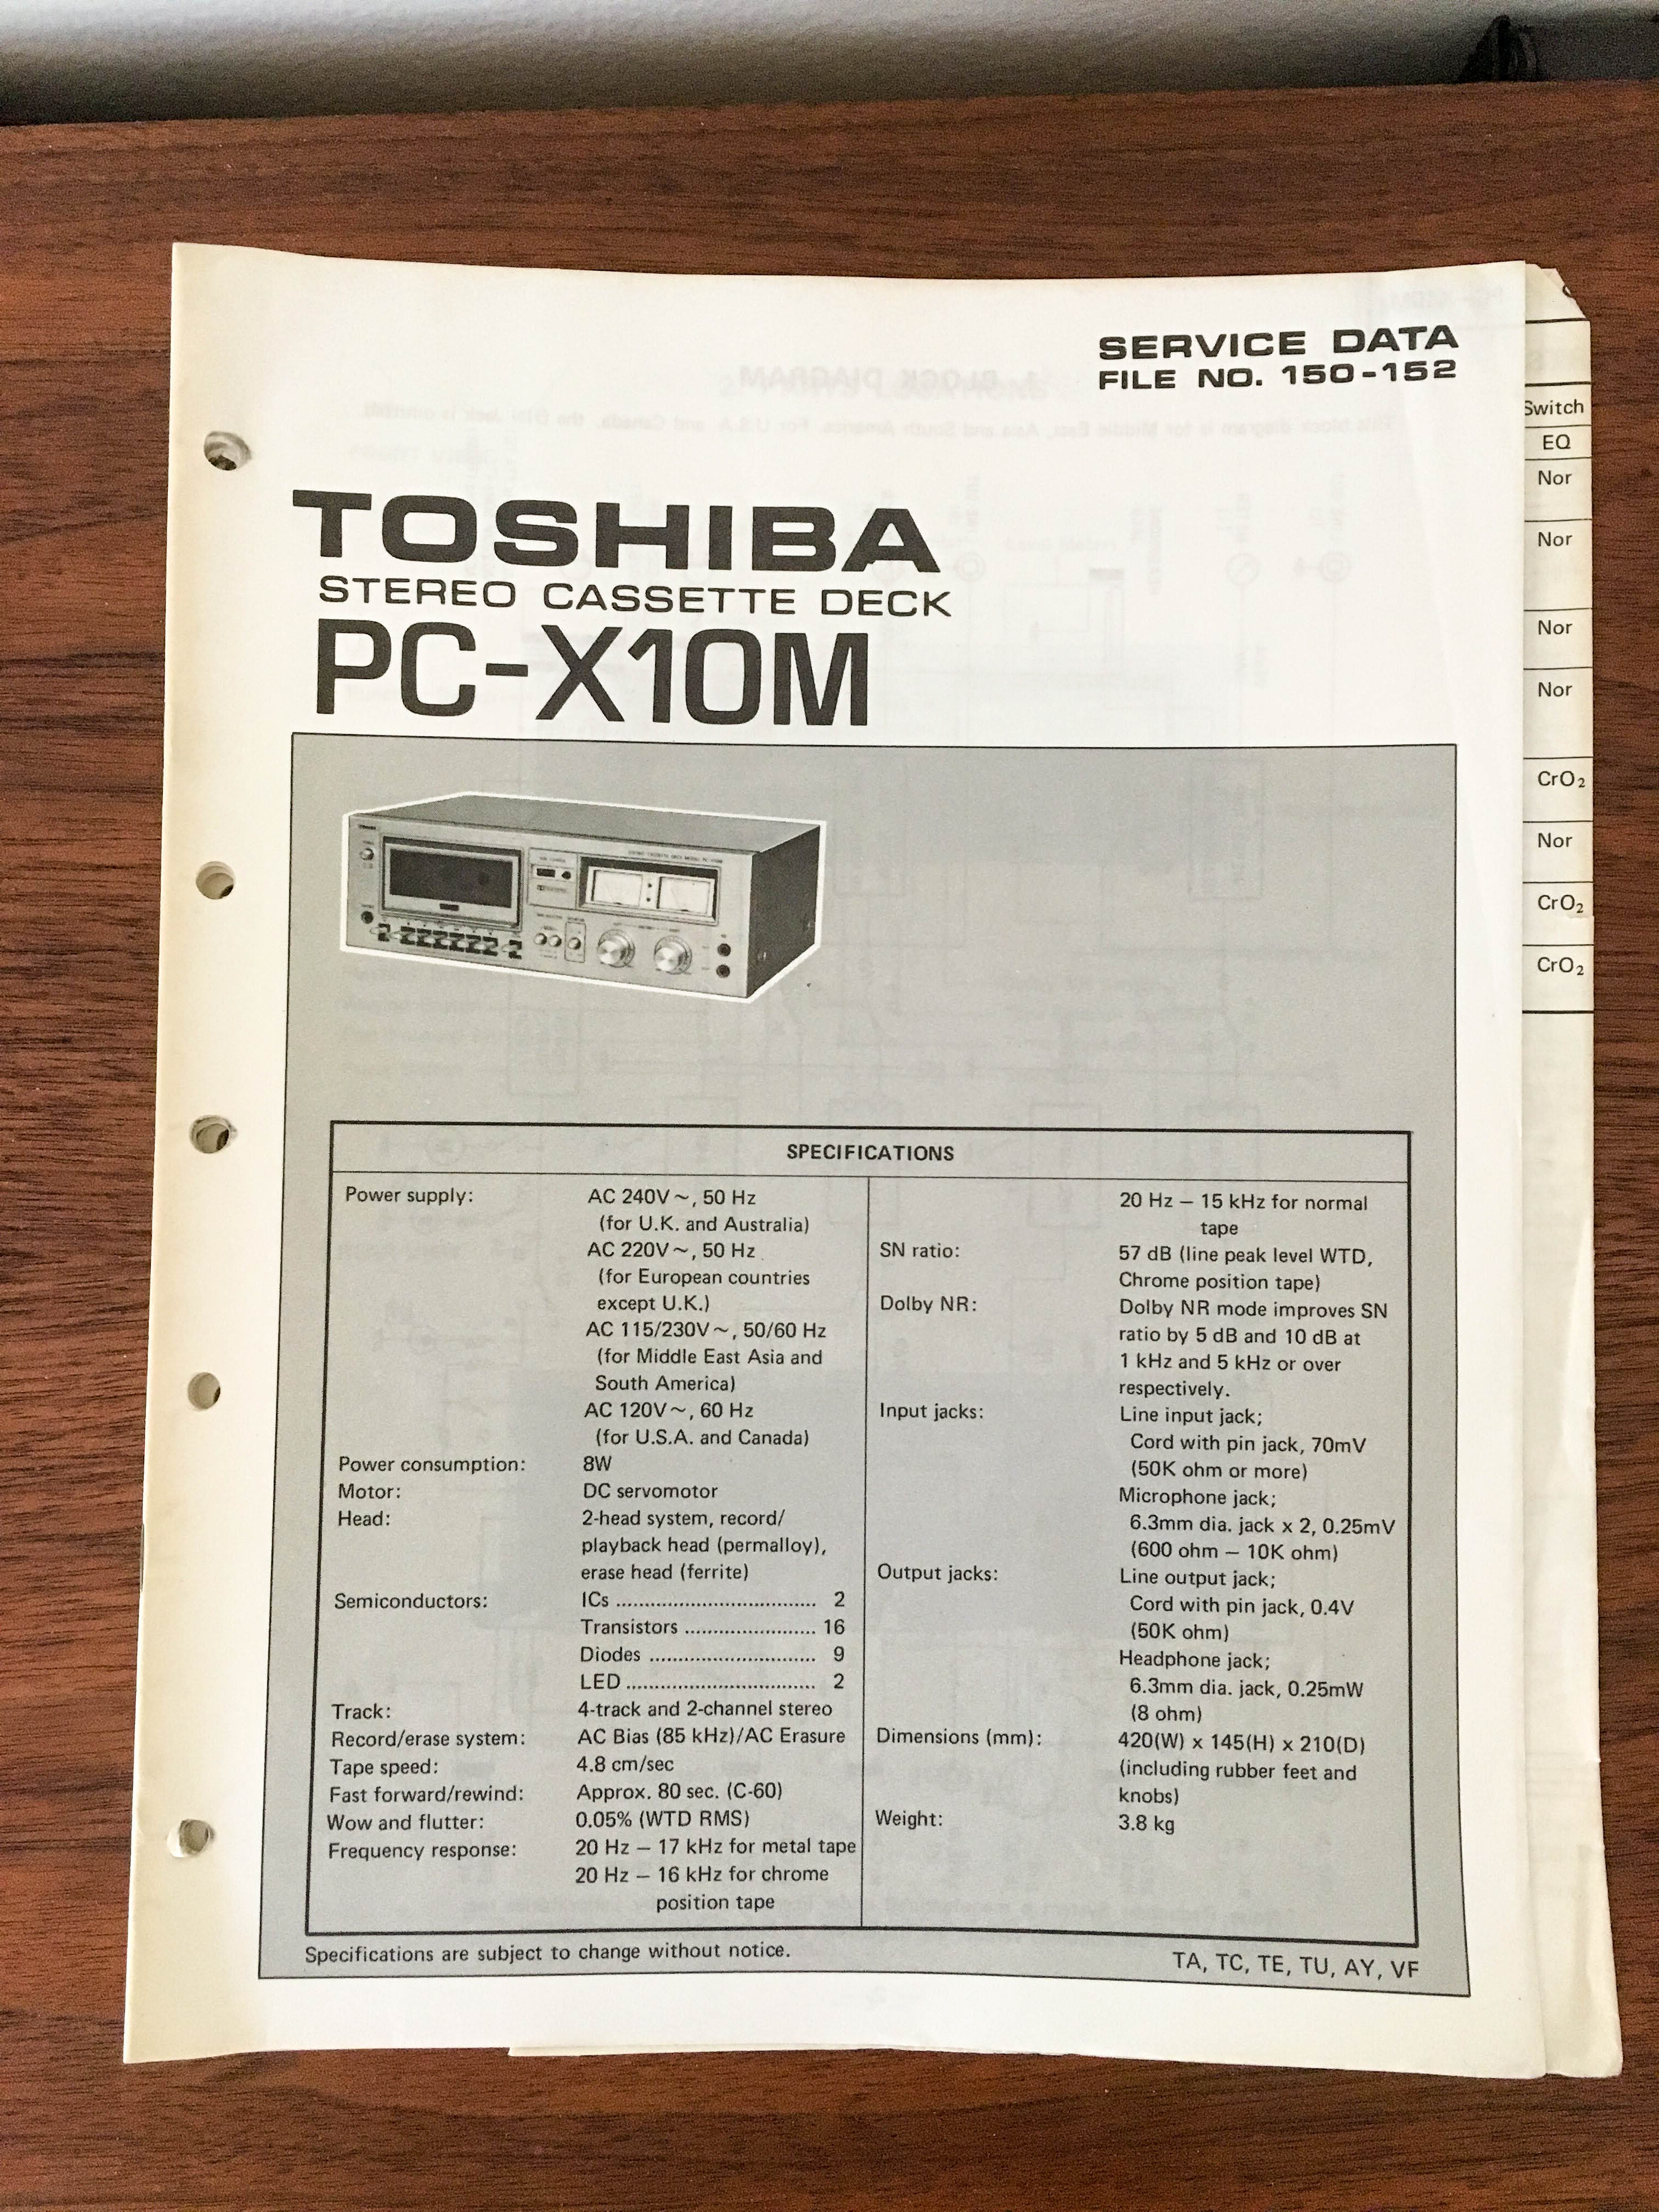 SERVICE DATA
FILE NO. 150-152
TOSHIBA
STEREO CASSETTE DECK
PC-X10M
SPECIFICATIONS
Power supply: AC 240V~, 50 Hz
(for U.K. and Australia)
AC 220V~, 50 Hz
(for European countries
except U.K.)
AC 115/230V~, 50/60 Hz
(for Middle East Asia and
South America)
AC 120V~, 60 Hz
(for U.S.A. and Canada)
Power consumption: 8W
Motor: DC servomotor
Head: 2-head system, record/
playback head (permalloy),
erase head (ferrite)
Semiconductors: ICs .................................. 2
Transistors ...................... 16
Diodes ............................ 9
LED ................................ 2
Track: 4-track and 2-channel stereo
Record/erase system: AC Bias (85 kHz)/AC Erasure
Tape speed: 4.8 cm/sec
Fast forward/rewind: Approx. 80 sec. (C-60)
Wow and flutter: 0.05% (WTD RMS)
Frequency response: 20 Hz – 17 kHz for metal tape
20 Hz – 16 kHz for chrome
position tape
20 Hz – 15 kHz for normal
tape
SN ratio: 57 dB (line peak level WTD,
Chrome position tape)
Dolby NR: Dolby NR mode improves SN
ratio by 5 dB and 10 dB at
1 kHz and 5 kHz or over
respectively.
Input jacks: Line input jack;
Cord with pin jack, 70mV
(50K ohm or more)
Microphone jack;
6.3mm dia. jack x 2, 0.25mV
(600 ohm – 10K ohm)
Output jacks: Line output jack;
Cord with pin jack, 0.4V
(50K ohm)
Headphone jack;
6.3mm dia. jack, 0.25mW
(8 ohm)
Dimensions (mm): 420(W) x 145(H) x 210(D)
(including rubber feet and
knobs)
Weight: 3.8 kg
Specifications are subject to change without notice.
TA, TC, TE, TU, AY, VF
Switch
EQ
Nor
Nor
Nor
Nor
CrO2
Nor
CrO2
CrO2